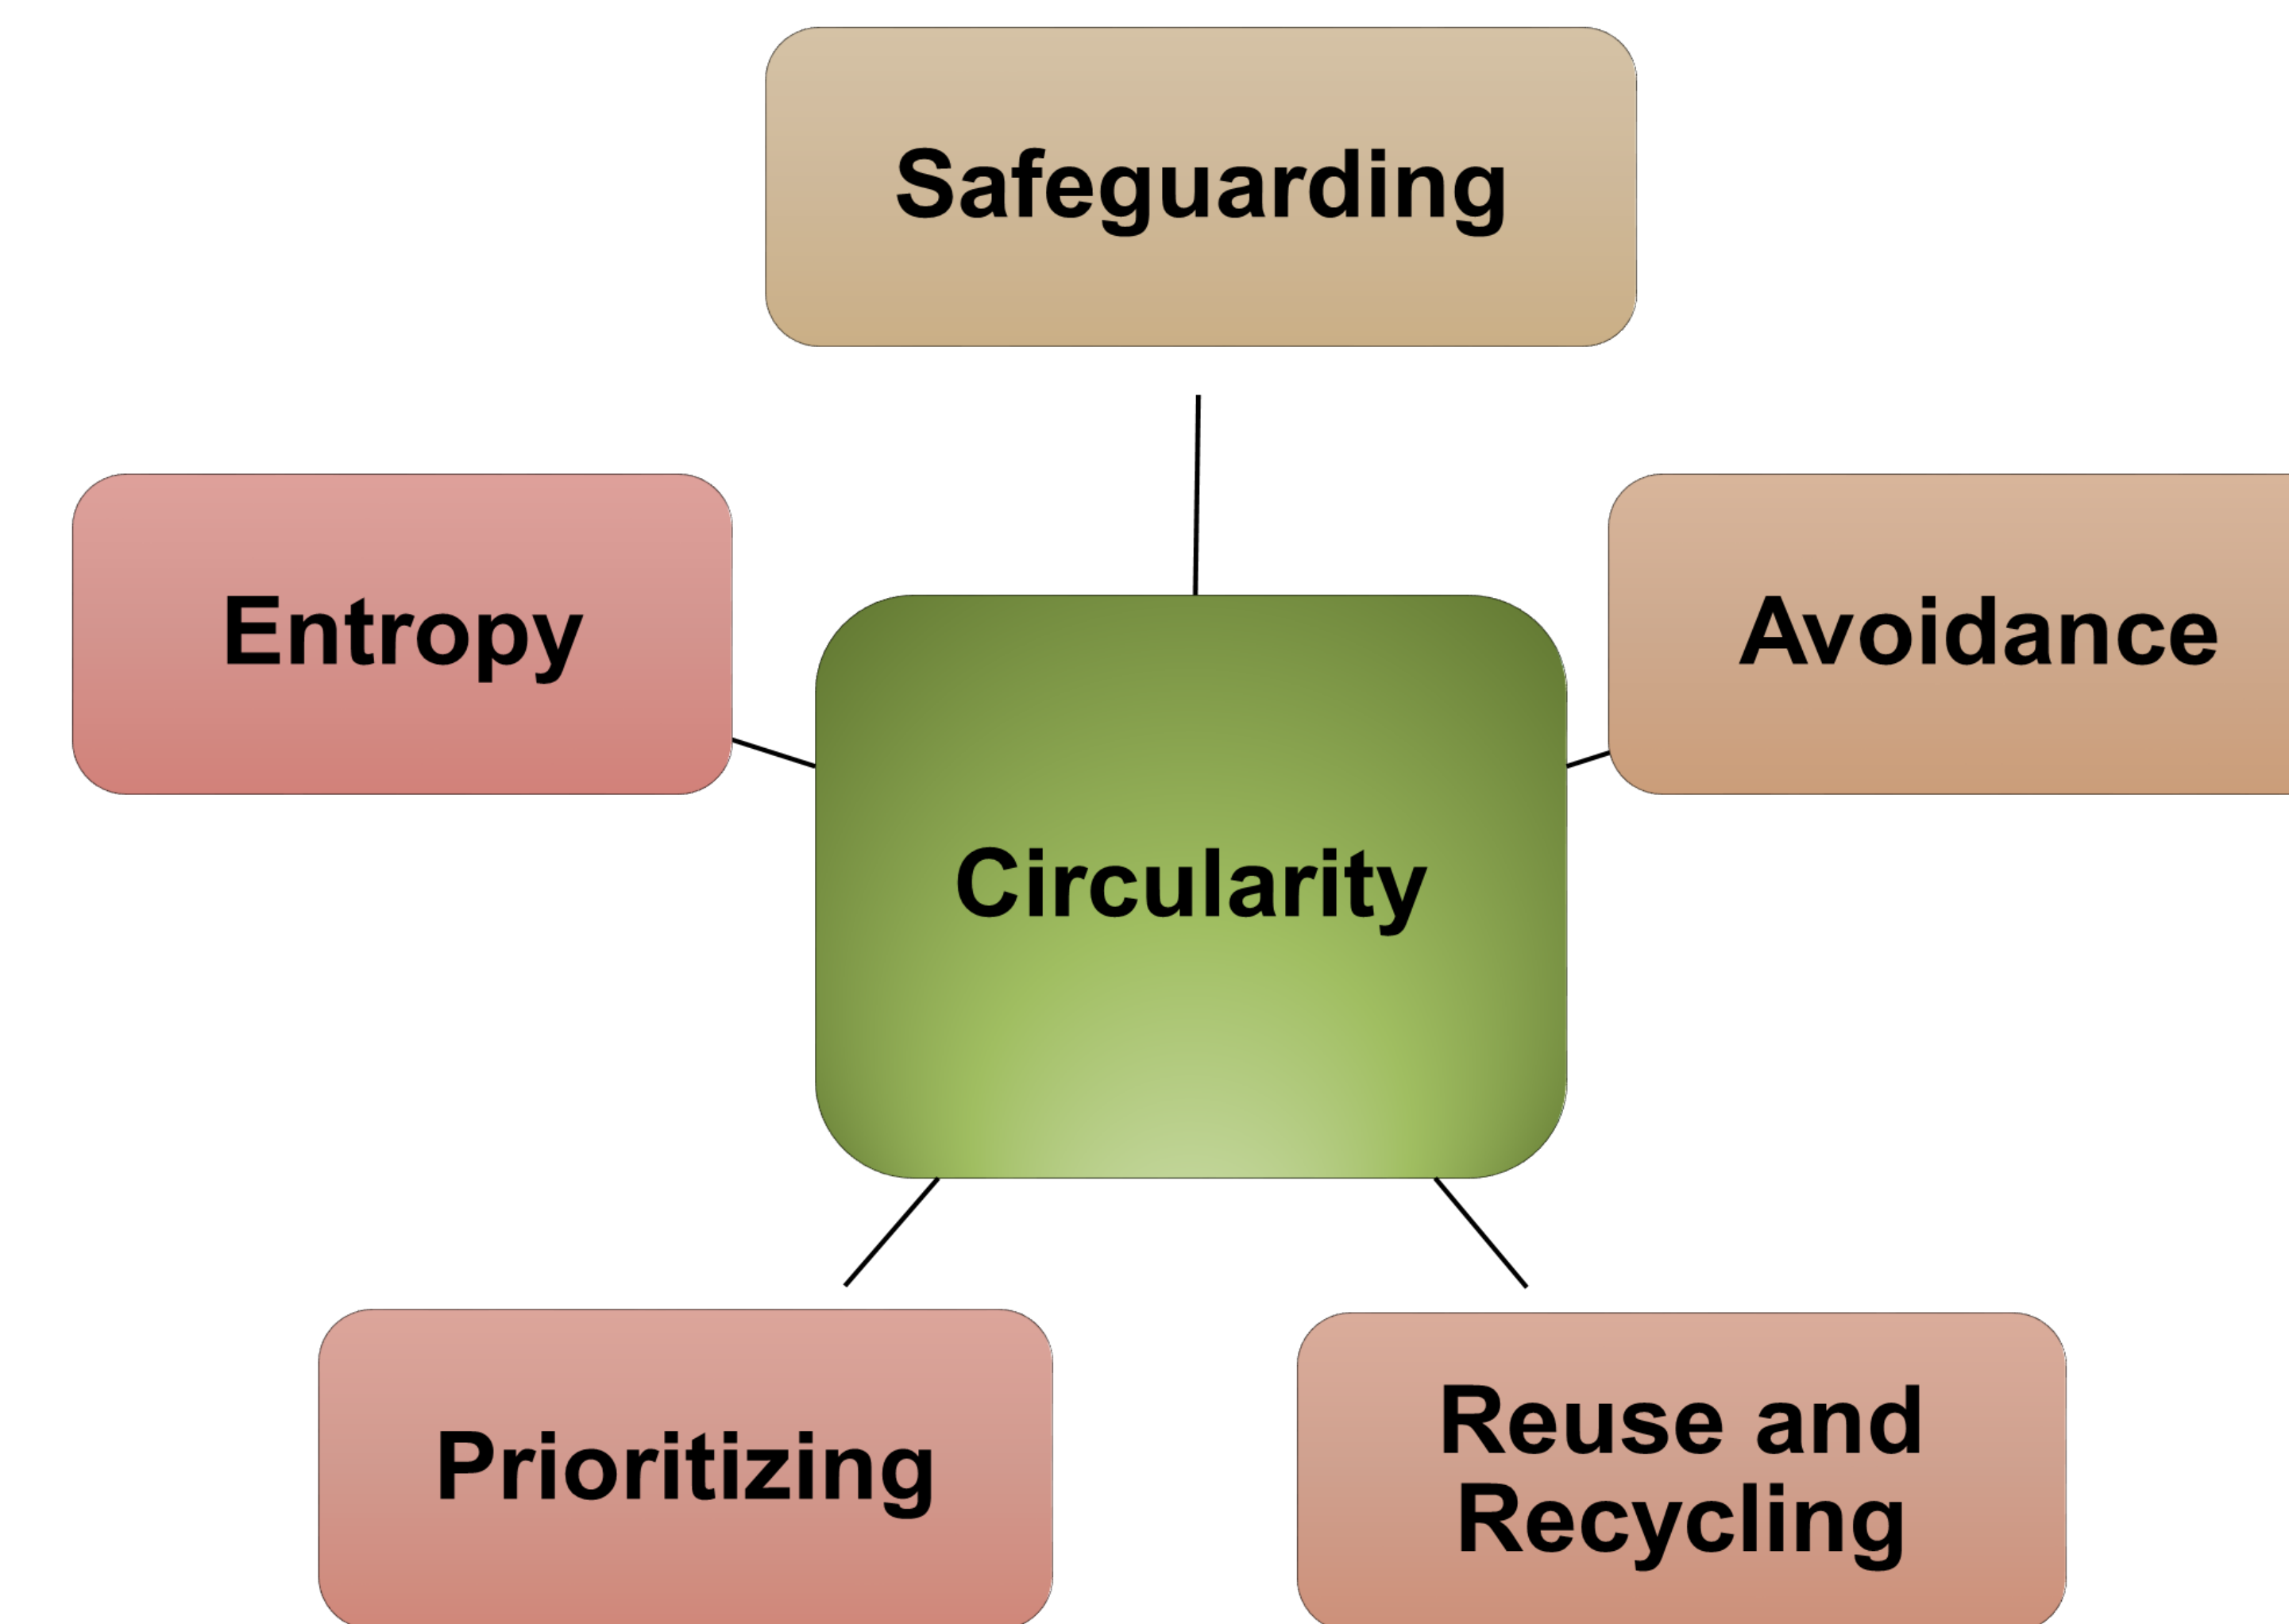 Safeguarding
Entropy
Avoidance
Circularity
Prioritizing
Reuse and
Recycling